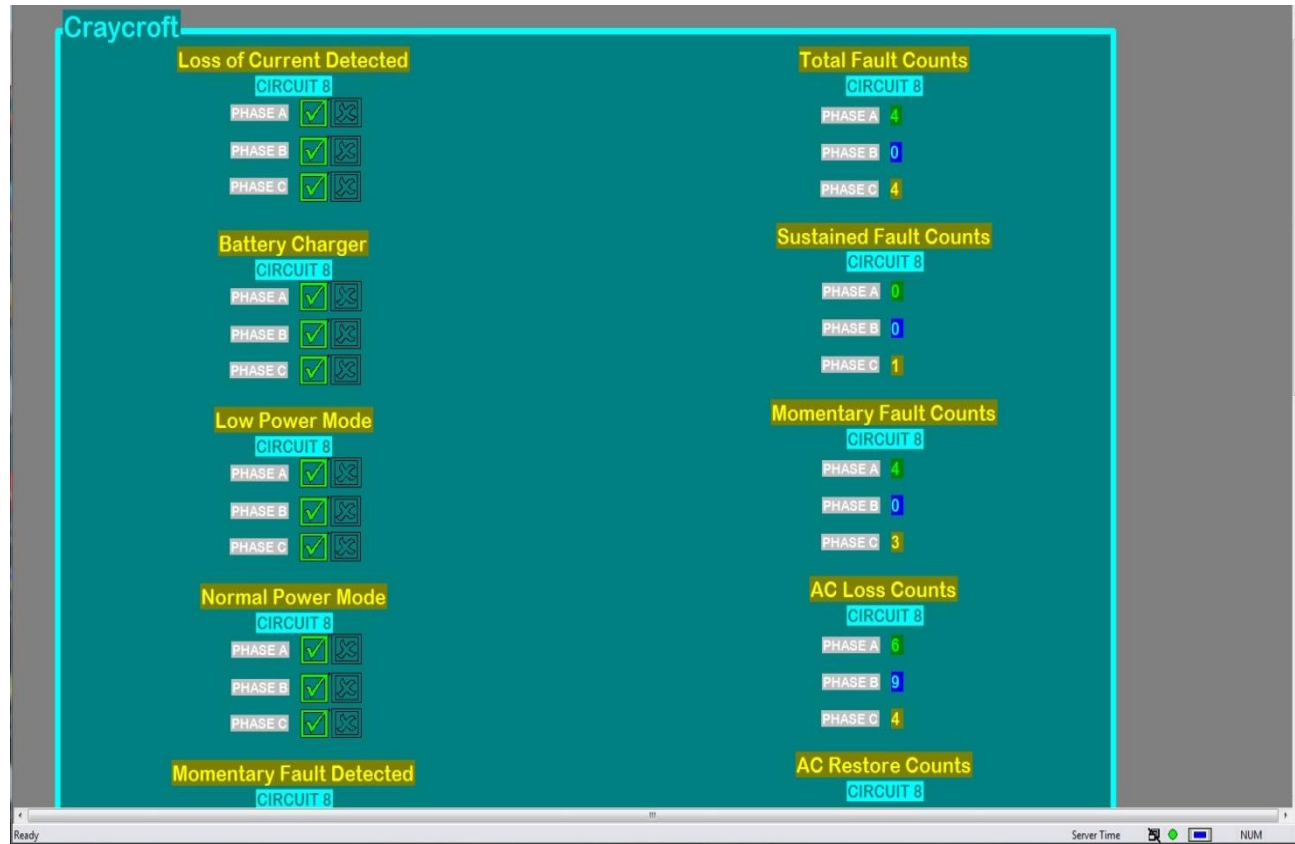 Craycroft
Loss of Current Detected
CIRCUIT 8
PHASE A
PHASE B
PHASE C
Battery Charger
CIRCUIT 8
PHASE A
PHASE B
PHASE C
Low Power Mode
CIRCUIT 8
PHASE A
PHASE B
PHASE C
Normal Power Mode
CIRCUIT 8
PHASE A
PHASE B
PHASE C
Momentary Fault Detected
CIRCUIT 8
Total Fault Counts
CIRCUIT 8
PHASE A 4
PHASE B 0
PHASE C 4
Sustained Fault Counts
CIRCUIT 8
PHASE A 0
PHASE B 0
PHASE C 1
Momentary Fault Counts
CIRCUIT 8
PHASE A 4
PHASE B 0
PHASE C 3
AC Loss Counts
CIRCUIT 8
PHASE A 6
PHASE B 9
PHASE C 4
AC Restore Counts
CIRCUIT 8
Ready
Server Time
NUM